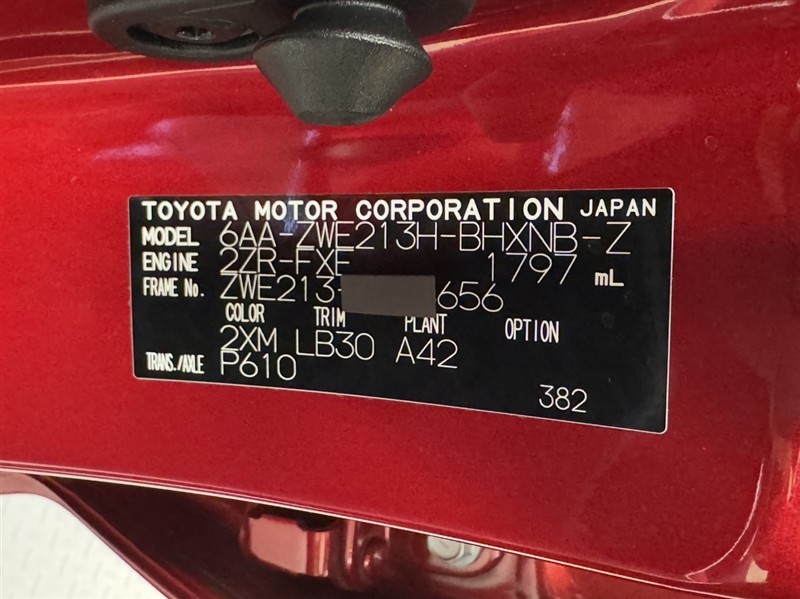 TOYOTA MOTOR CORPORATION JAPAN
MODEL 6AA-ZWE213H-BHXNB-Z
ENGINE 2ZR-FXE 1797 mL
FRAME No. ZWE213- 656
COLOR TRIM PLANT OPTION
2XM LB30 A42
TRANS./AXLE P610
382